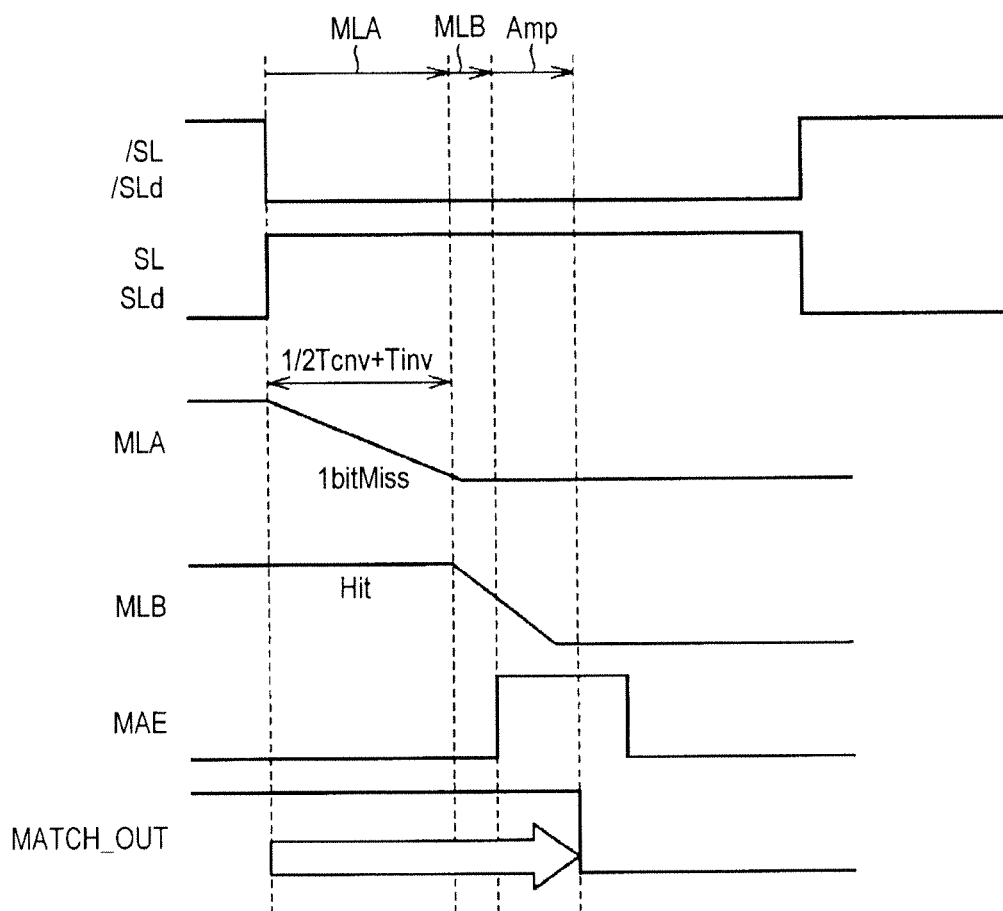 MLA MLB Amp
/SL
/SLd
SL
SLd
1/2Tcnv+Tinv
MLA
1bitMiss
Hit
MLB
MAE
MATCH_OUT